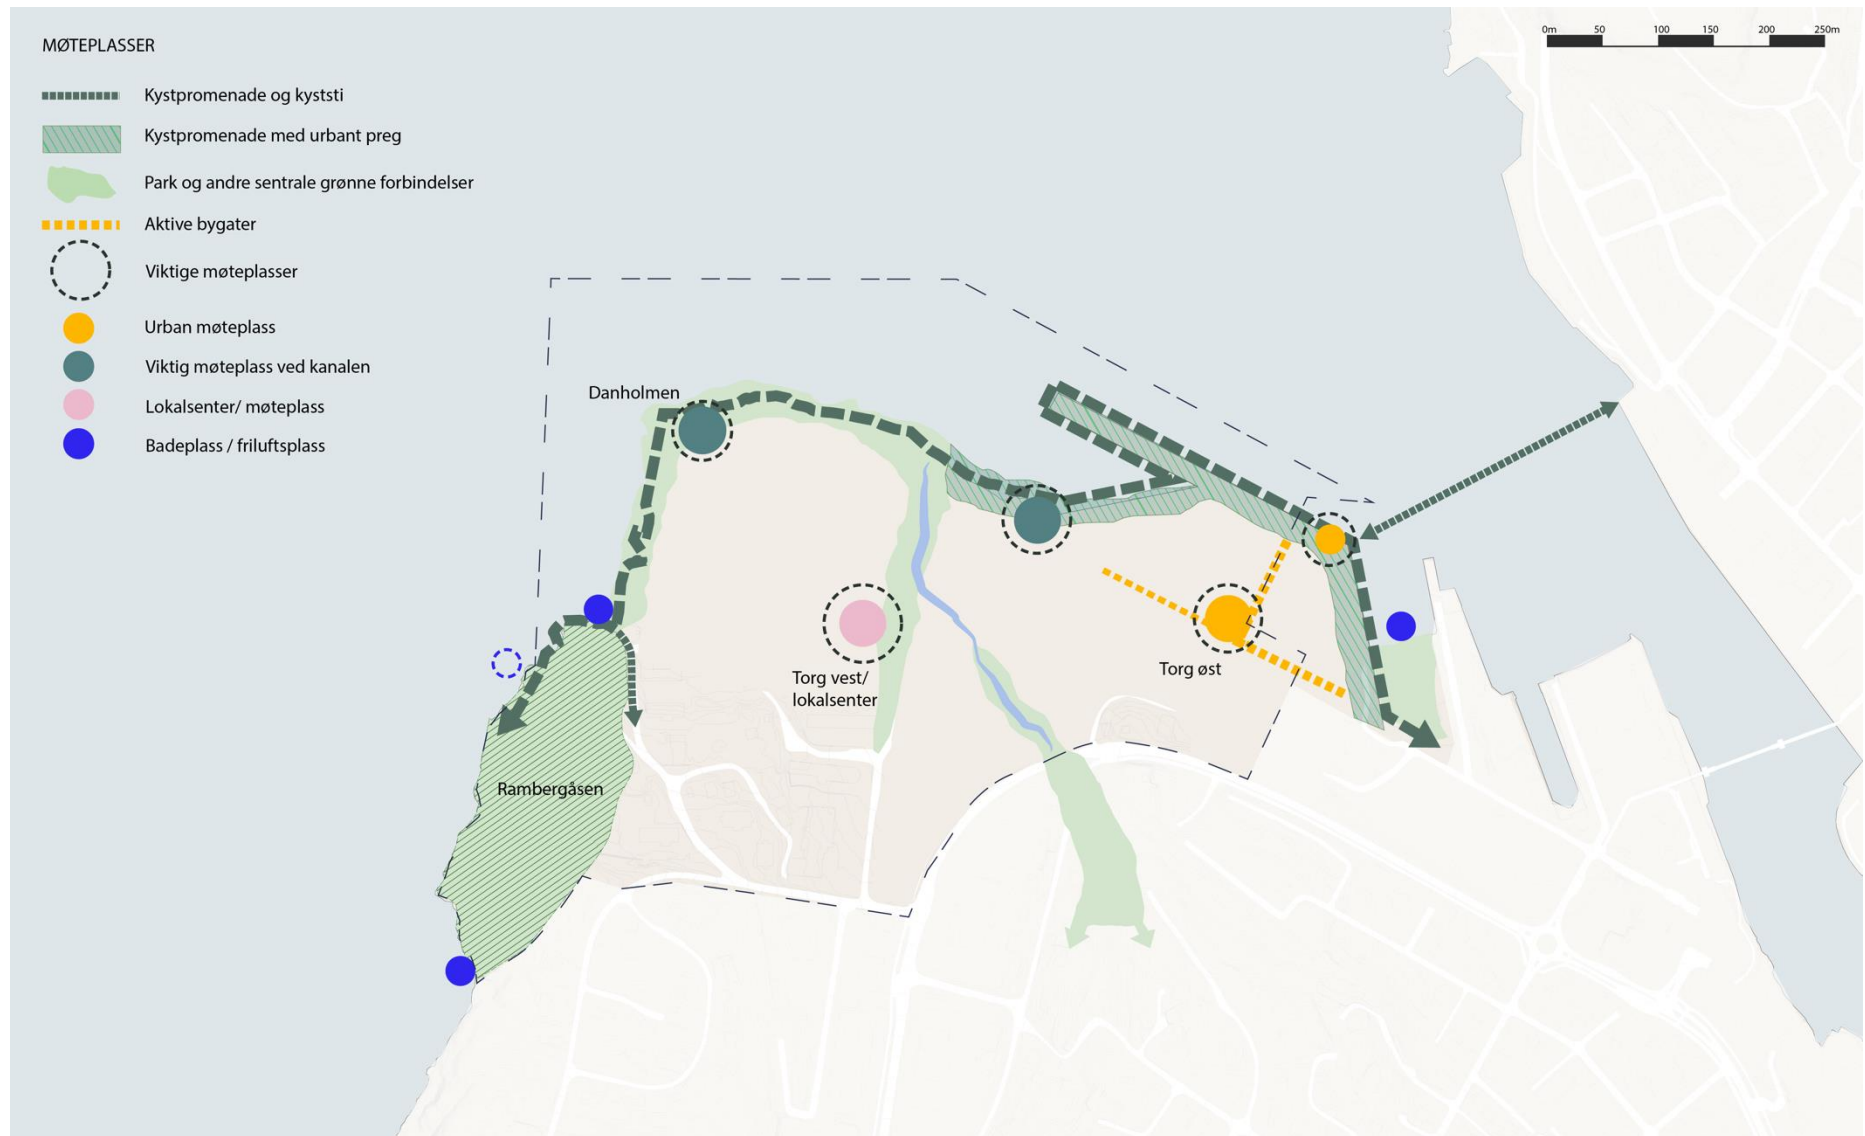 MØTEPLASSER
Kystpromenade og kyststi
Kystpromenade med urbant preg
Park og andre sentrale grønne forbindelser
Aktive bygater
Viktige møteplasser
Urban møteplass
Viktig møteplass ved kanalen
Lokalsenter/ møteplass
Badeplass / friluftsplass
0m 50 100 150 200 250m
Danholmen
Torg vest/
lokalsenter
Torg øst
Rambergåsen